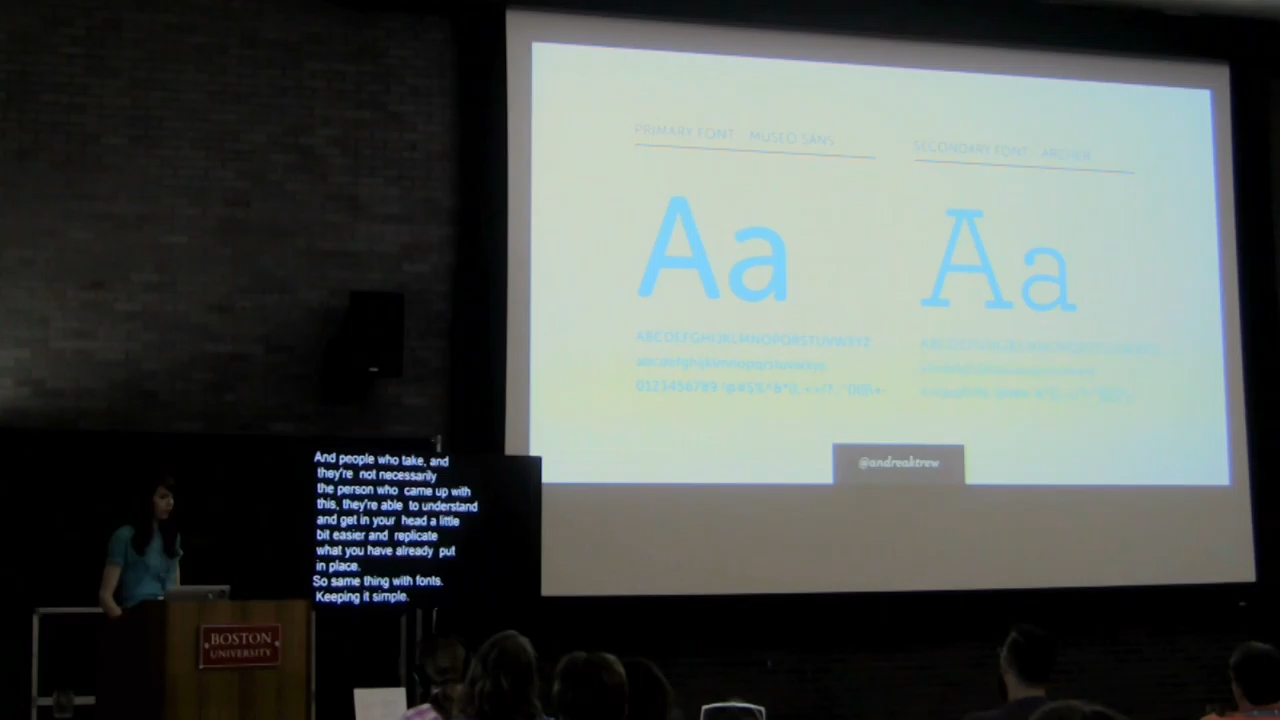 PRIMARY FONT MUSEO SANS
SECONDARY FONT ARCHER
Aa
Aa
ABCDEFGHIJKLMNOPQRSTUVWXYZ
abcdefghijklmnopqrstuvwxyz
@andreaktrew
And people who take, and
they're not necessarily
the person who came up with
this, they're able to understand
and get in your head a little
bit easier and replicate
what you have already put
in place.
So same thing with fonts.
Keeping it simple.
BOSTON
UNIVERSITY